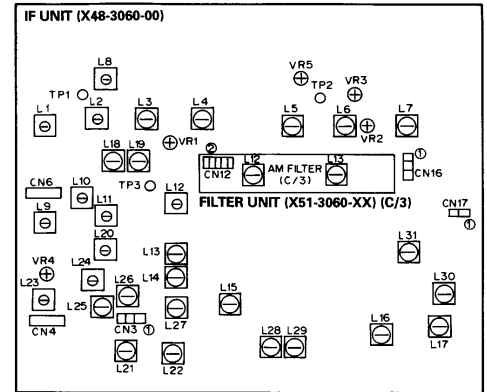 IF UNIT (X48-3060-00)
L8
VR5
TP2
VR3
TP1
L1
L2
L3
L4
L5
L6
L7
VR1
VR2
L18
L19
②
CN12
L12
AM FILTER
(C/3)
L13
①
CN16
TP3
CN6
L10
L12
FILTER UNIT (X51-3060-XX) (C/3)
L9
L11
CN17
①
L20
L13
L31
VR4
L24
L14
L23
L26
L30
L25
L27
L15
CN4
CN3
①
L16
L17
L21
L22
L28
L29